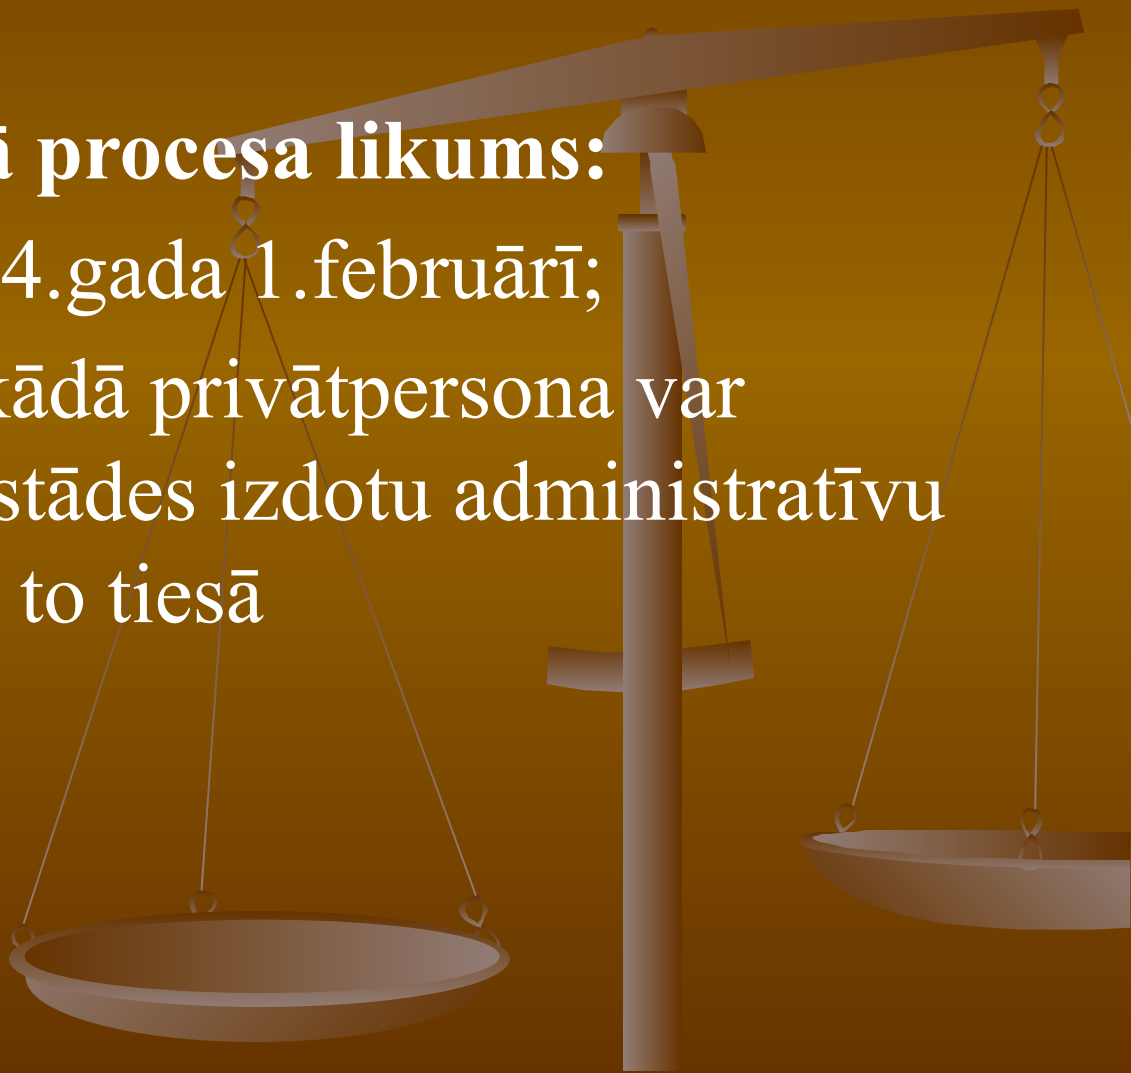 ā procesa likums:
4.gada 1.februārī;
kādā privātpersona var
stādes izdotu administratīvu
to tiesā